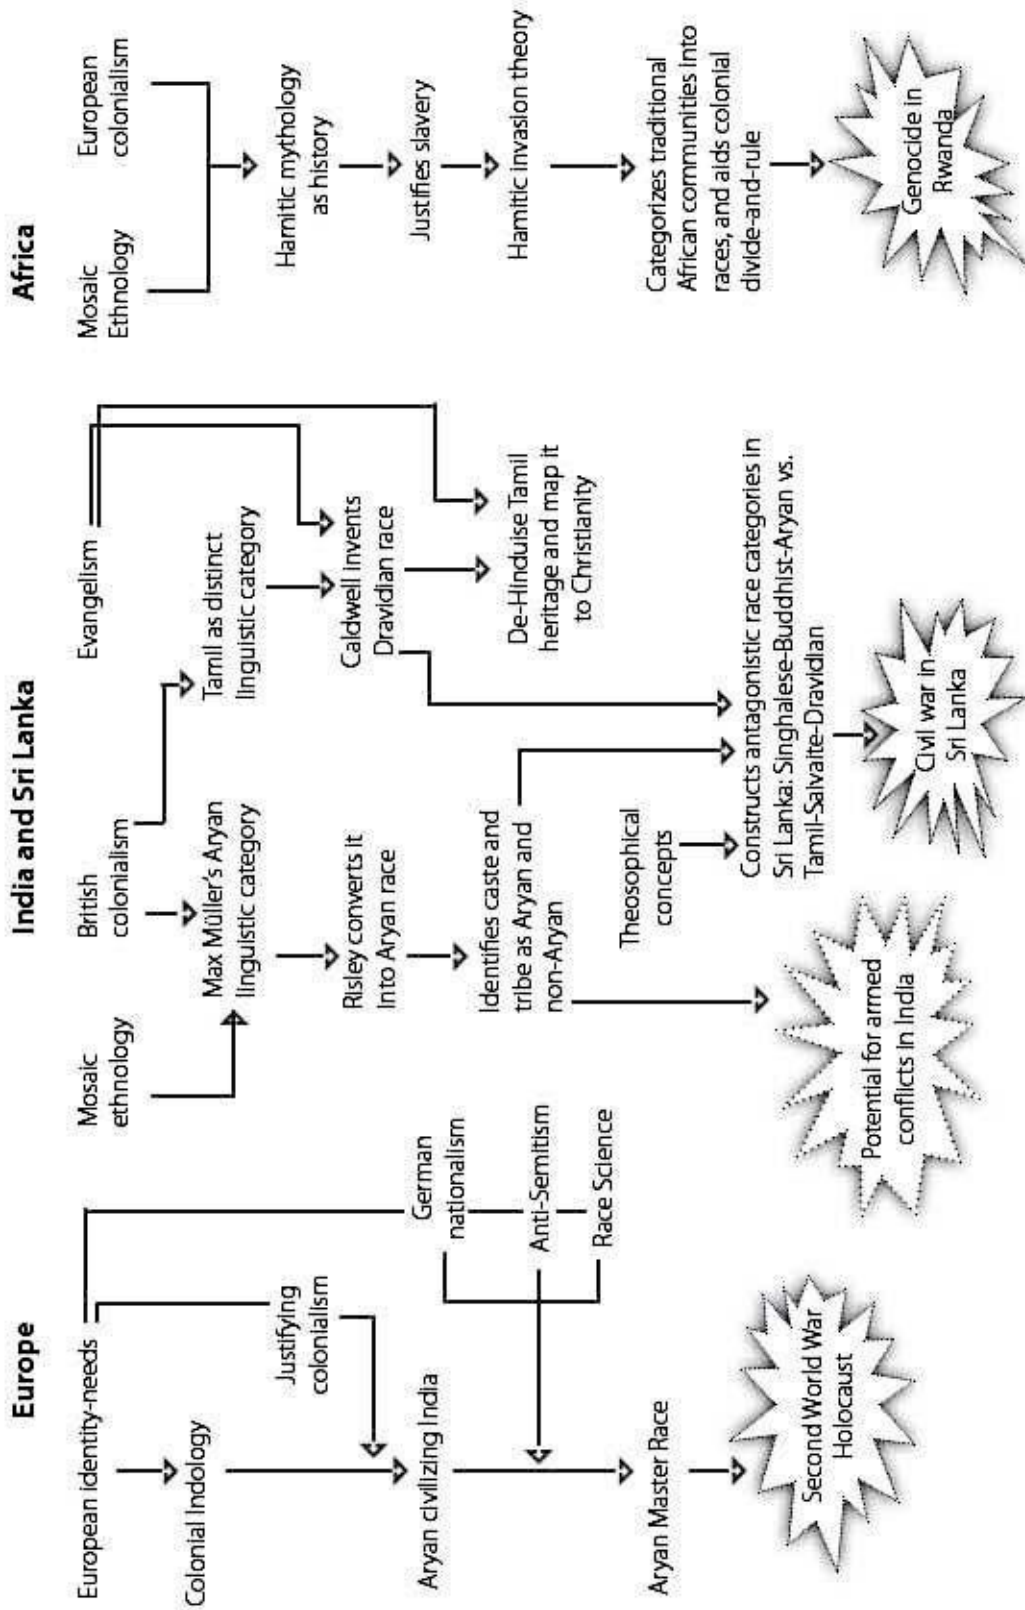 Europe
European identity-needs
Colonial Indology
Justifying
colonialism
German
nationalism
Anti-Semitism
Race Science
Aryan civilizing India
Aryan Master Race
Second World War
Holocaust
India and Sri Lanka
Mosaic
ethnology
British
colonialism
Evangelism
Max Müller's Aryan
linguistic category
Tamil as distinct
linguistic category
Risley converts it
Into Aryan race
Caldwell invents
Dravidian race
Identifies caste and
tribe as Aryan and
non-Aryan
De-Hinduise Tamil
heritage and map it
to Christianity
Theosophical
concepts
Constructs antagonistic race categories in
Sri Lanka: Singhalese-Buddhist-Aryan vs.
Tamil-Salvaite-Dravidian
Potential for armed
conflicts in India
Civil war in
Sri Lanka
Africa
Mosaic
Ethnology
European
colonialism
Hamitic mythology
as history
Justifies slavery
Hamitic invasion theory
Categorizes traditional
African communities into
races, and aids colonial
divide-and-rule
Genocide in
Rwanda